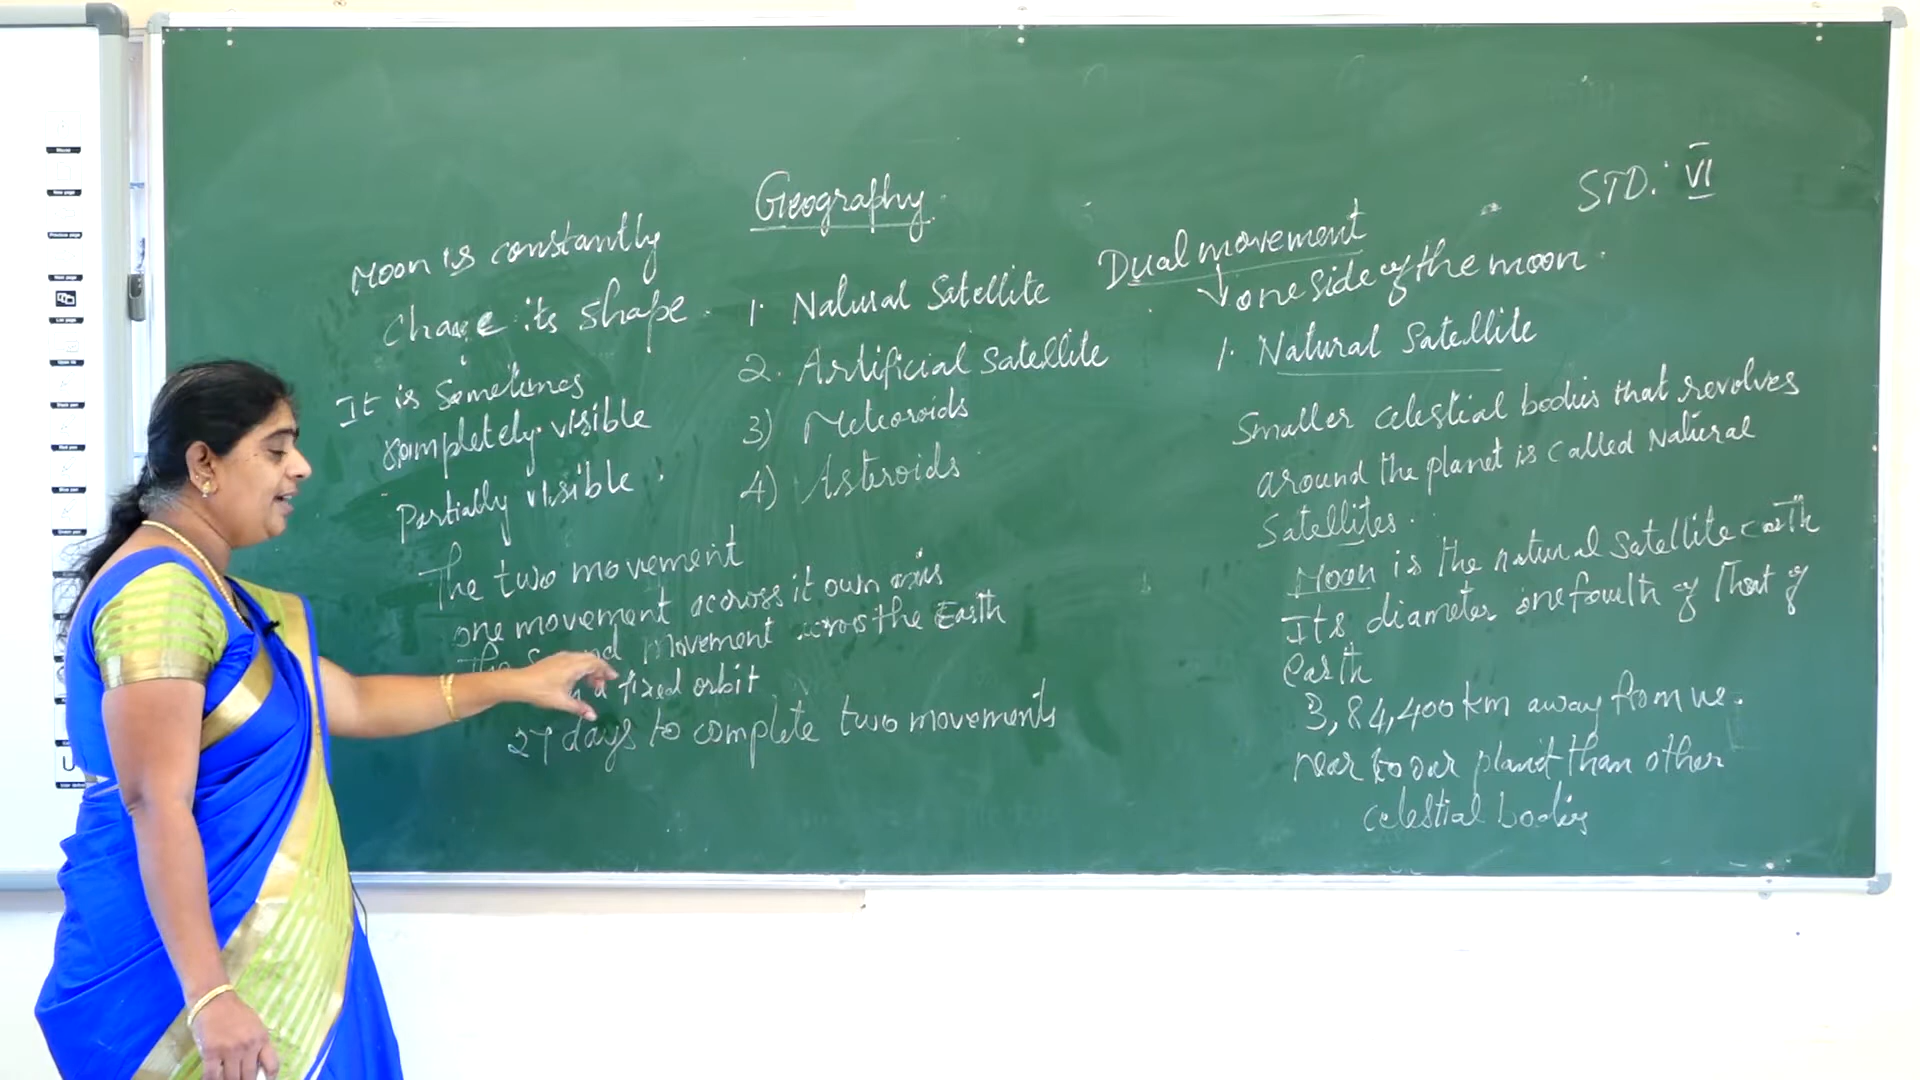 Geography
STD: VI
Moon is constantly
change its shape.
It is Sometimes
completely visible
Partially visible.
The two movement
one movement across it own axis
movement across the Earth
a fixed orbit
27 days to complete two movements
1. Natural Satellite
2. Artificial Satellite
3) Meteoroids
4) Asteroids
Dual movement
one side of the moon.
1. Natural Satellite
Smaller celestial bodies that revolves
around the planet is called Natural
Satellites.
Moon is the natural satellite earth
Its diameter one fourth of that of
earth
3,84,400 km away from us.
near to our planet than other
celestial bodies